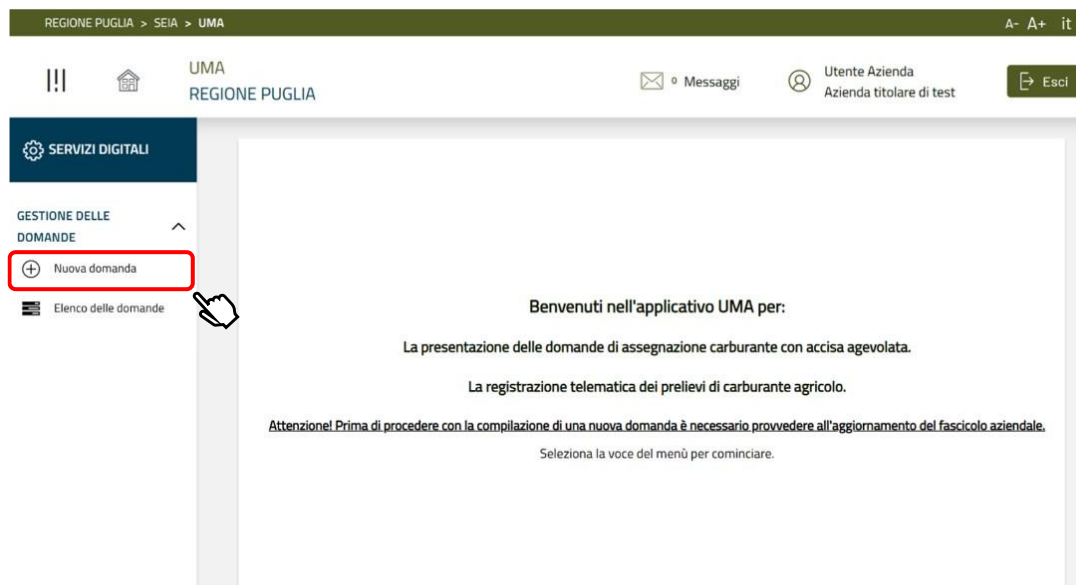 REGIONE PUGLIA > SEIA > UMA
A- A+ it
UMA
REGIONE PUGLIA
0 Messaggi
Utente Azienda
Azienda titolare di test
Esci
SERVIZI DIGITALI
GESTIONE DELLE
DOMANDE
Nuova domanda
Elenco delle domande
Benvenuti nell'applicativo UMA per:
La presentazione delle domande di assegnazione carburante con accisa agevolata.
La registrazione telematica dei prelievi di carburante agricolo.
Attenzione! Prima di procedere con la compilazione di una nuova domanda è necessario provvedere all'aggiornamento del fascicolo aziendale.
Seleziona la voce del menù per cominciare.